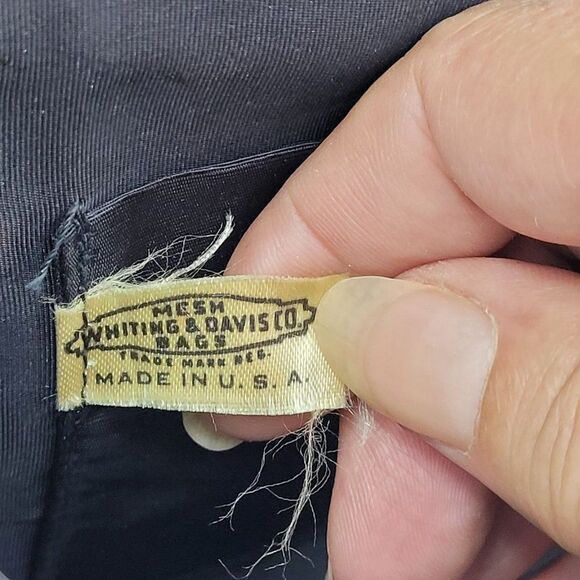 MESH
WHITING & DAVIS CO.
BAGS
TRADE MARK REG.
MADE IN U. S. A.